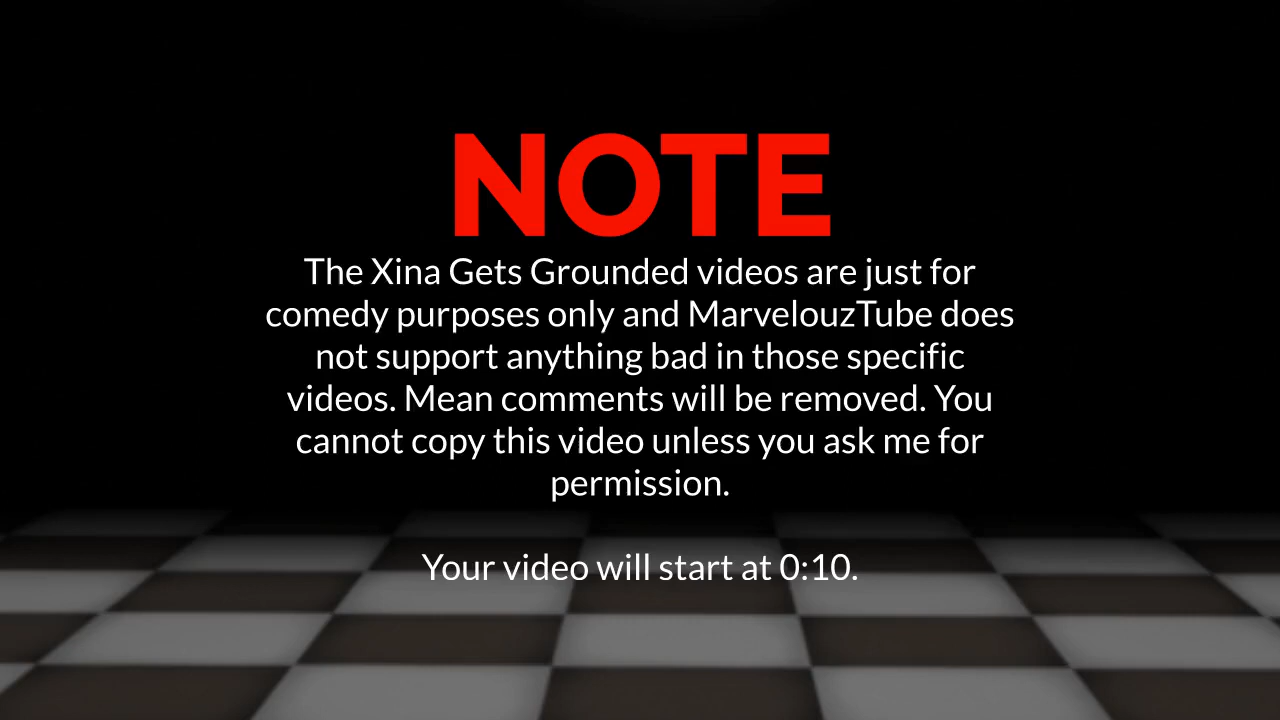 NOTE
The Xina Gets Grounded videos are just for
comedy purposes only and MarvelouzTube does
not support anything bad in those specific
videos. Mean comments will be removed. You
cannot copy this video unless you ask me for
permission.
Your video will start at 0:10.